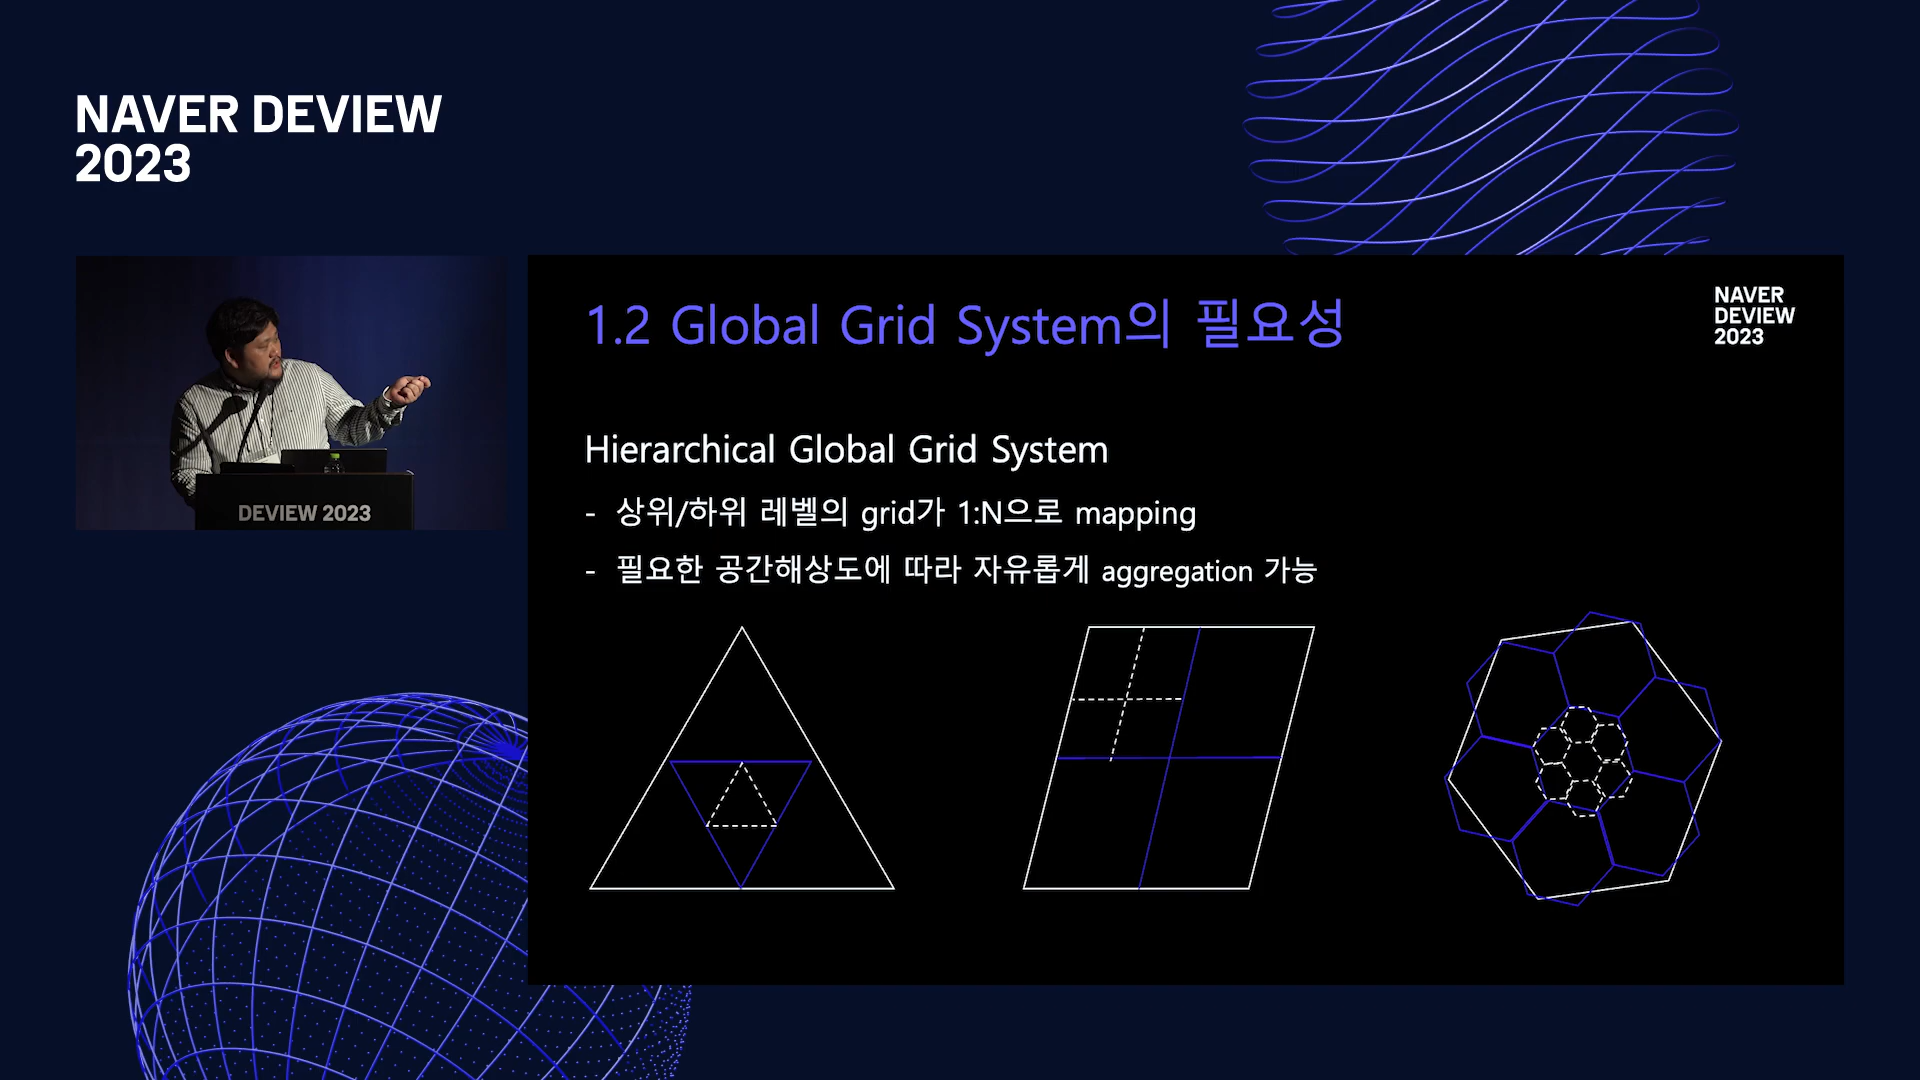 NAVER DEVIEW
2023
1.2 Global Grid System의 필요성
NAVER
DEVIEW
2023
Hierarchical Global Grid System
- 상위/하위 레벨의 grid가 1:N으로 mapping
- 필요한 공간해상도에 따라 자유롭게 aggregation 가능
DEVIEW 2023